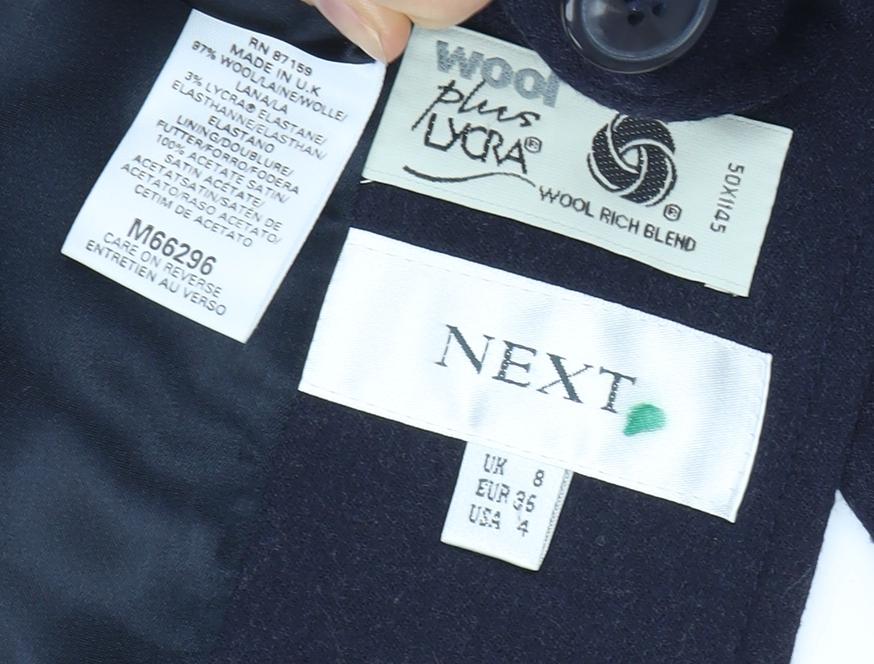 RN 87159
MADE IN U.K
97% WOOL/LAINE/WOLLE/
LANA/LA
3% LYCRA® ELASTANE/
ELASTHANNE/ELASTHAN/
ELASTANO
LINING/DOUBLURE/
FUTTER/FORRO/FODERA
100% ACETATE SATIN/
SATIN ACETATE/
ACETATSATIN/SATEN DE
ACETATO/RASO ACETATO/
CETIM DE ACETATO
M66296
CARE ON REVERSE
ENTRETIEN AU VERSO
WOOL
plus
LYCRA®
®
WOOL RICH BLEND
50X1145
NEXT
UK 8
EUR 36
USA 4